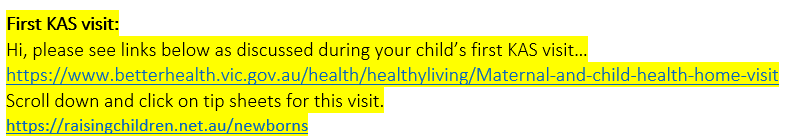 First KAS visit:
Hi, please see links below as discussed during your child’s first KAS visit…
https://www.betterhealth.vic.gov.au/health/healthyliving/Maternal-and-child-health-home-visit
Scroll down and click on tip sheets for this visit.
https://raisingchildren.net.au/newborns